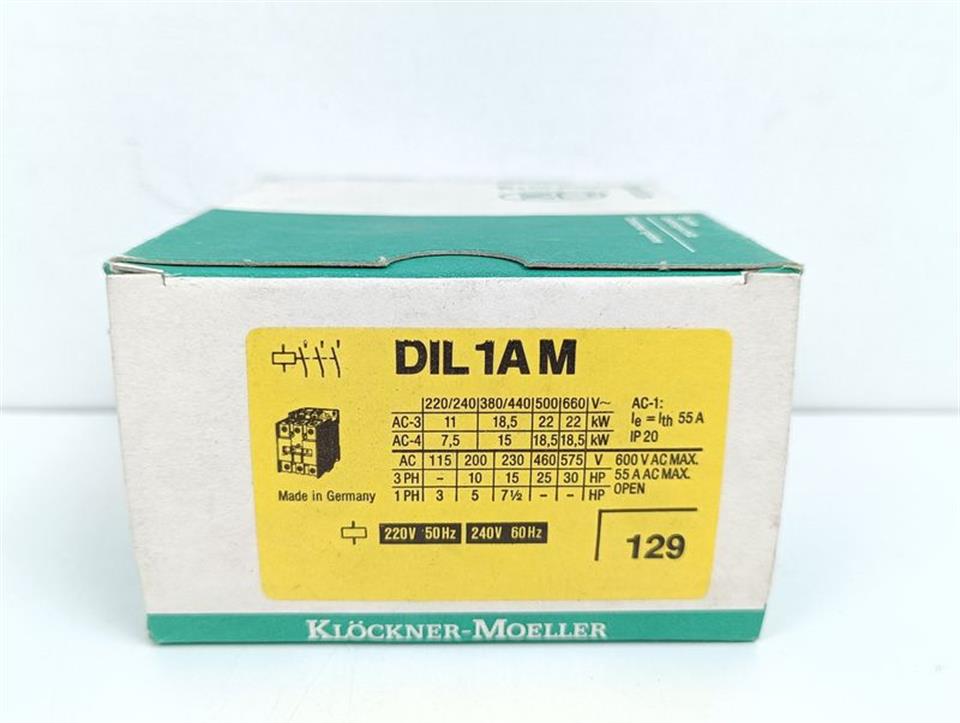 DIL 1A M
220/240 380/440 500 660 V~
AC-3 11 18,5 22 22 kW
AC-4 7,5 15 18,5 18,5 kW
AC-1:
Ie = Ith 55 A
IP 20
AC 115 200 230 460 575 V
3 PH – 10 15 25 30 HP
1 PH 3 5 7½ – – HP
600 V AC MAX.
55 A AC MAX.
OPEN
Made in Germany
220V 50Hz 240V 60Hz
129
KLÖCKNER-MOELLER